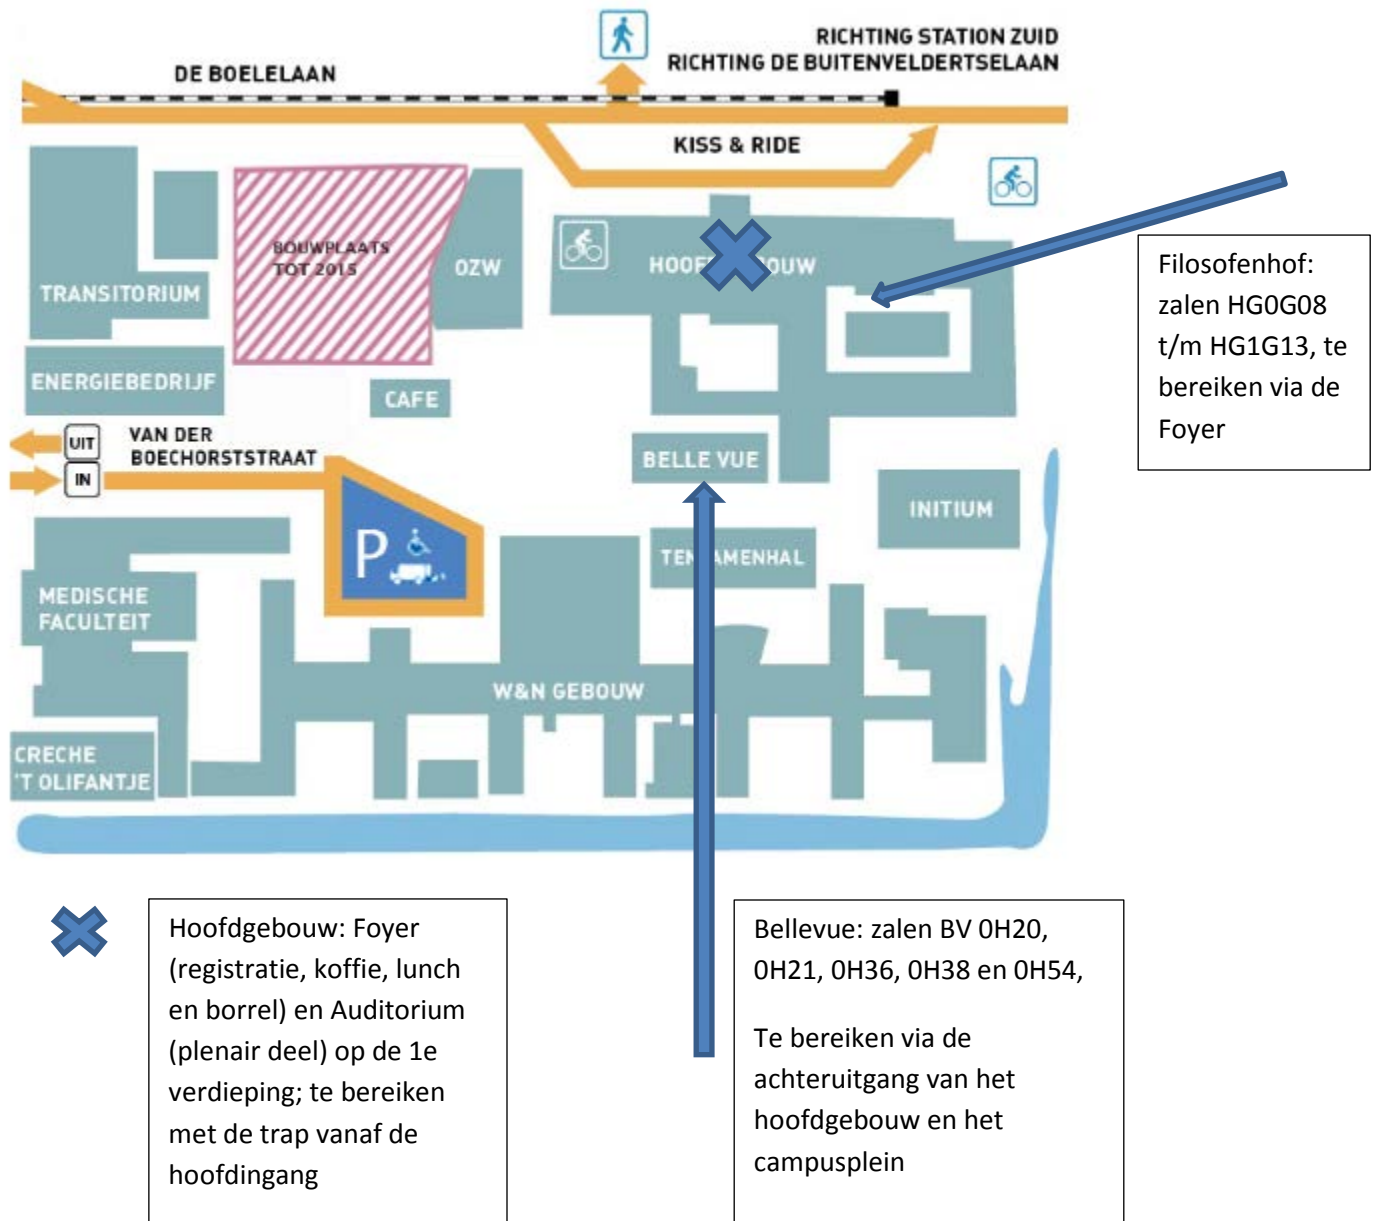 RICHTING STATION ZUID
RICHTING DE BUITENVELDERTSELAAN
DE BOELELAAN
KISS & RIDE
BOUWPLAATS
TOT 2015
OZW
TRANSITORIUM
ENERGIEBEDRIJF
CAFE
UIT
IN
VAN DER
BOECHORSTSTRAAT
BELLE VUE
INITIUM
P
MEDISCHE
FACULTEIT
W&N GEBOUW
CRECHE
'T OLIFANTJE
Filosofenhof:
zalen HG0G08
t/m HG1G13, te
bereiken via de
Foyer
Hoofdgebouw: Foyer
(registratie, koffie, lunch
en borrel) en Auditorium
(plenair deel) op de 1e
verdieping; te bereiken
met de trap vanaf de
hoofdingang
Bellevue: zalen BV 0H20,
0H21, 0H36, 0H38 en 0H54,
Te bereiken via de
achteruitgang van het
hoofdgebouw en het
campusplein